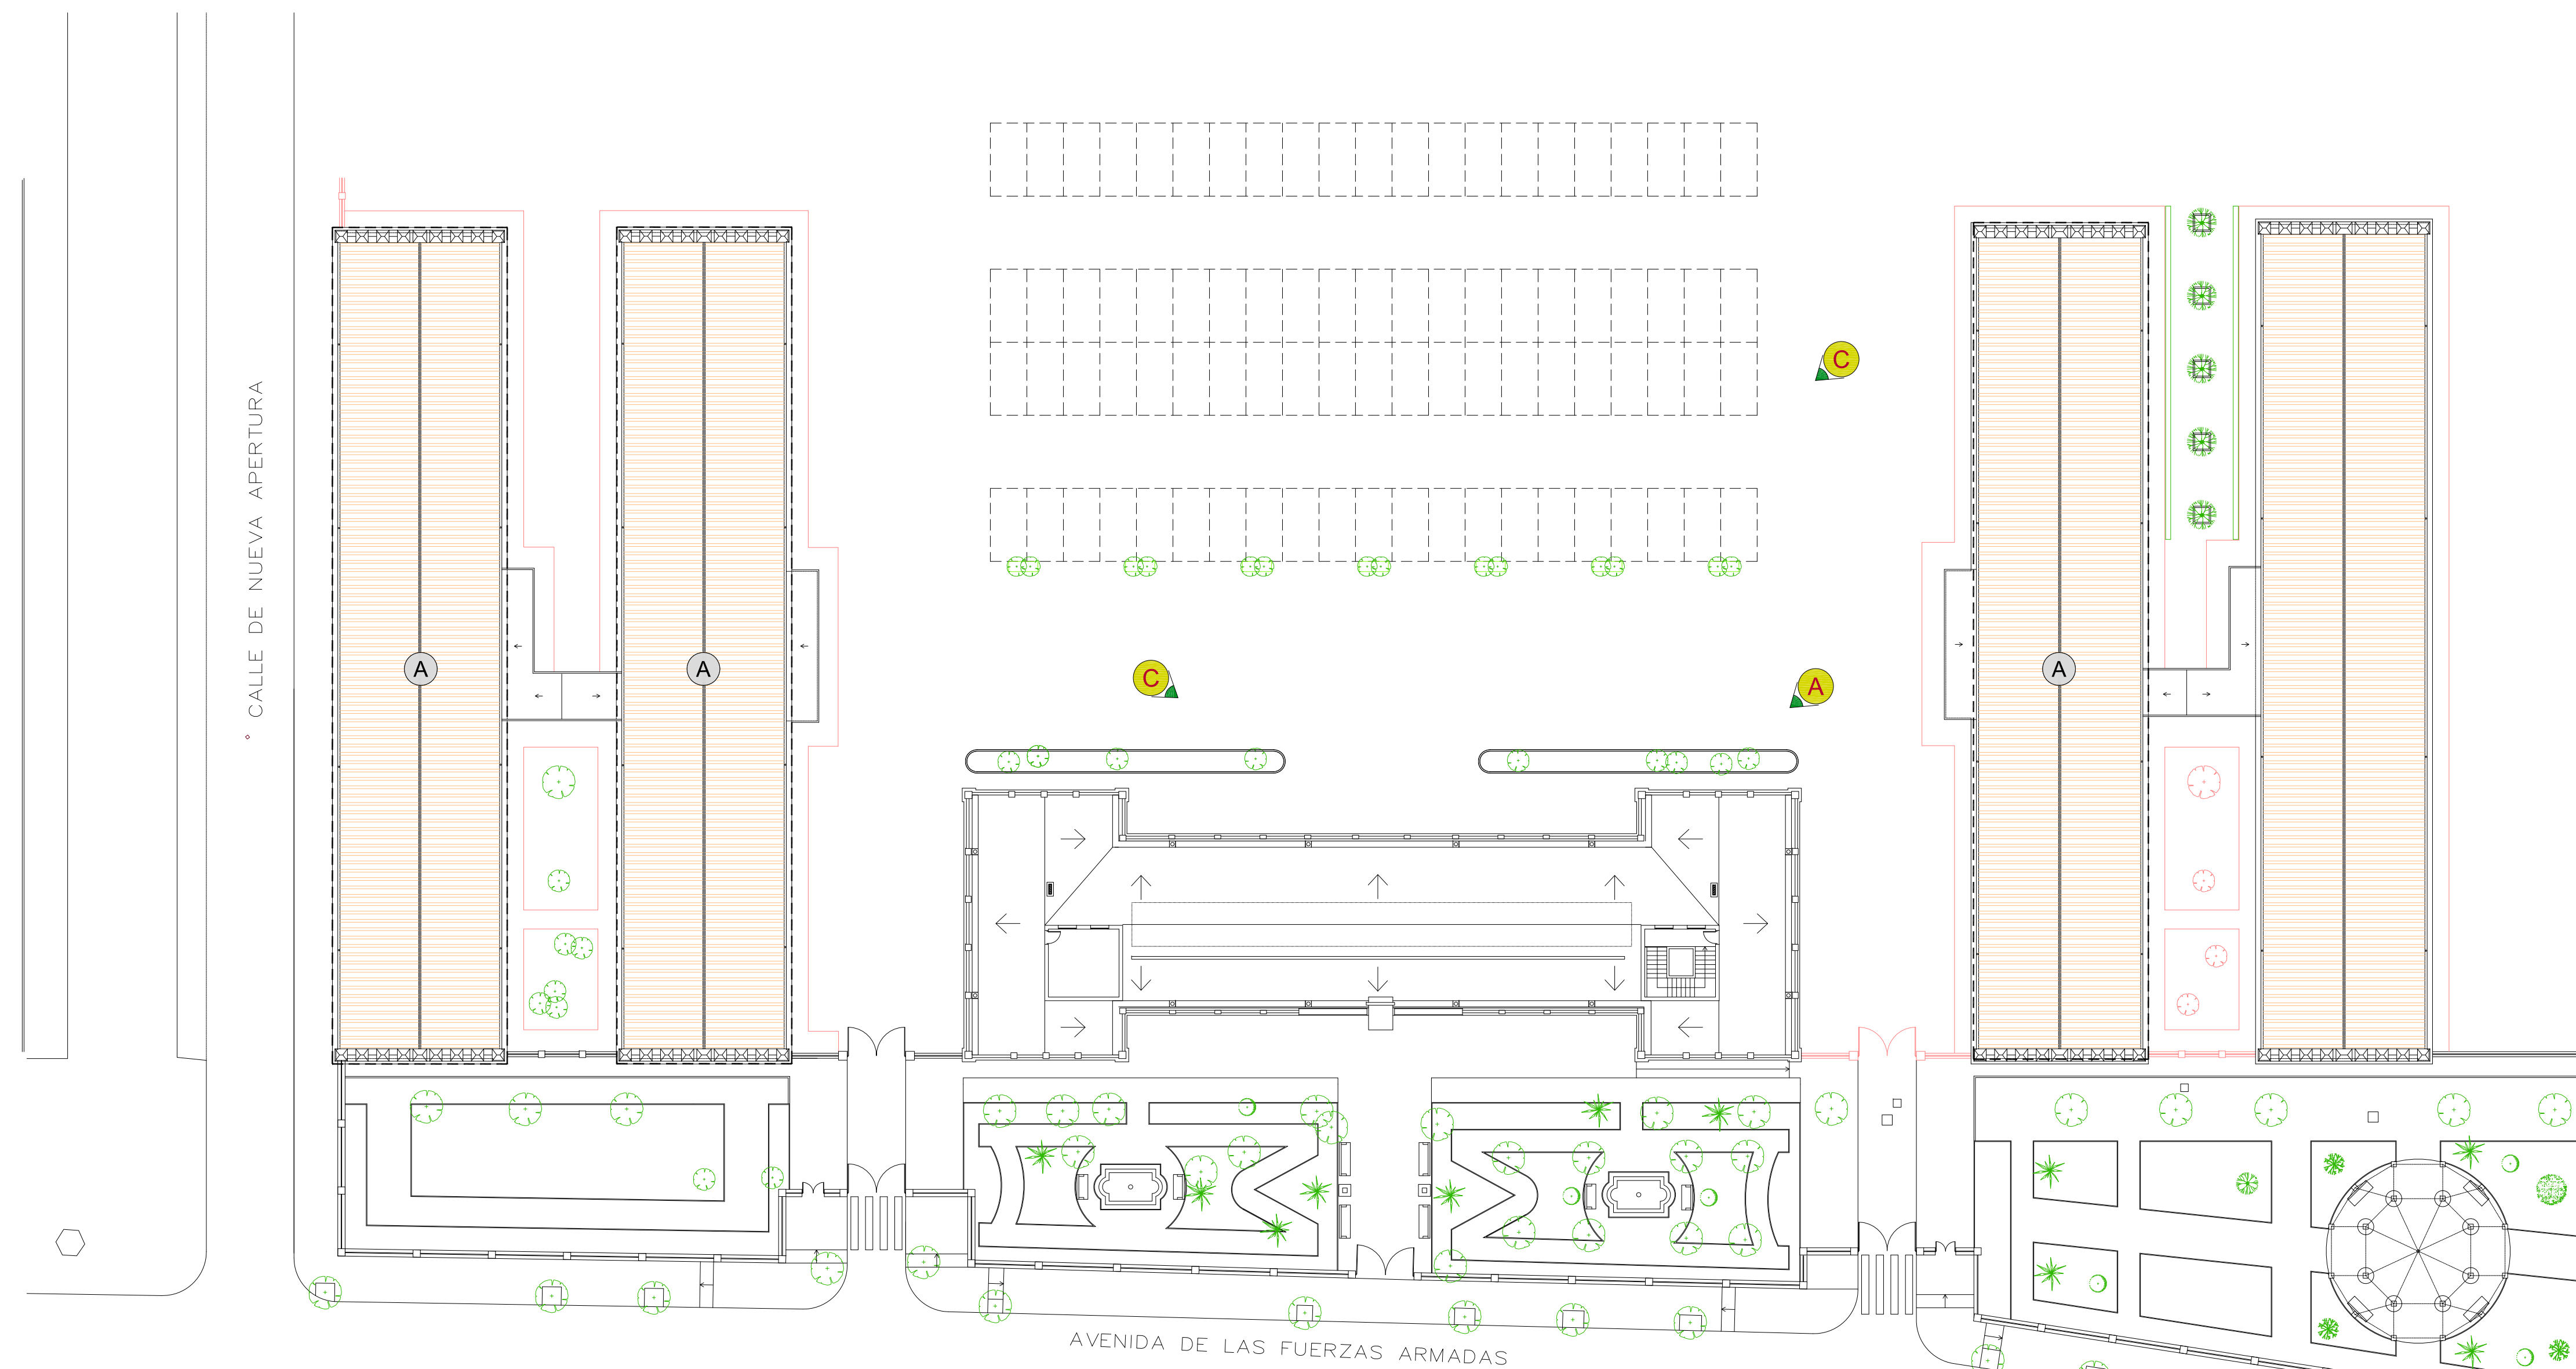 C
CALLE DE NUEVA APERTURA
A
A
A
C
A
AVENIDA DE LAS FUERZAS ARMADAS